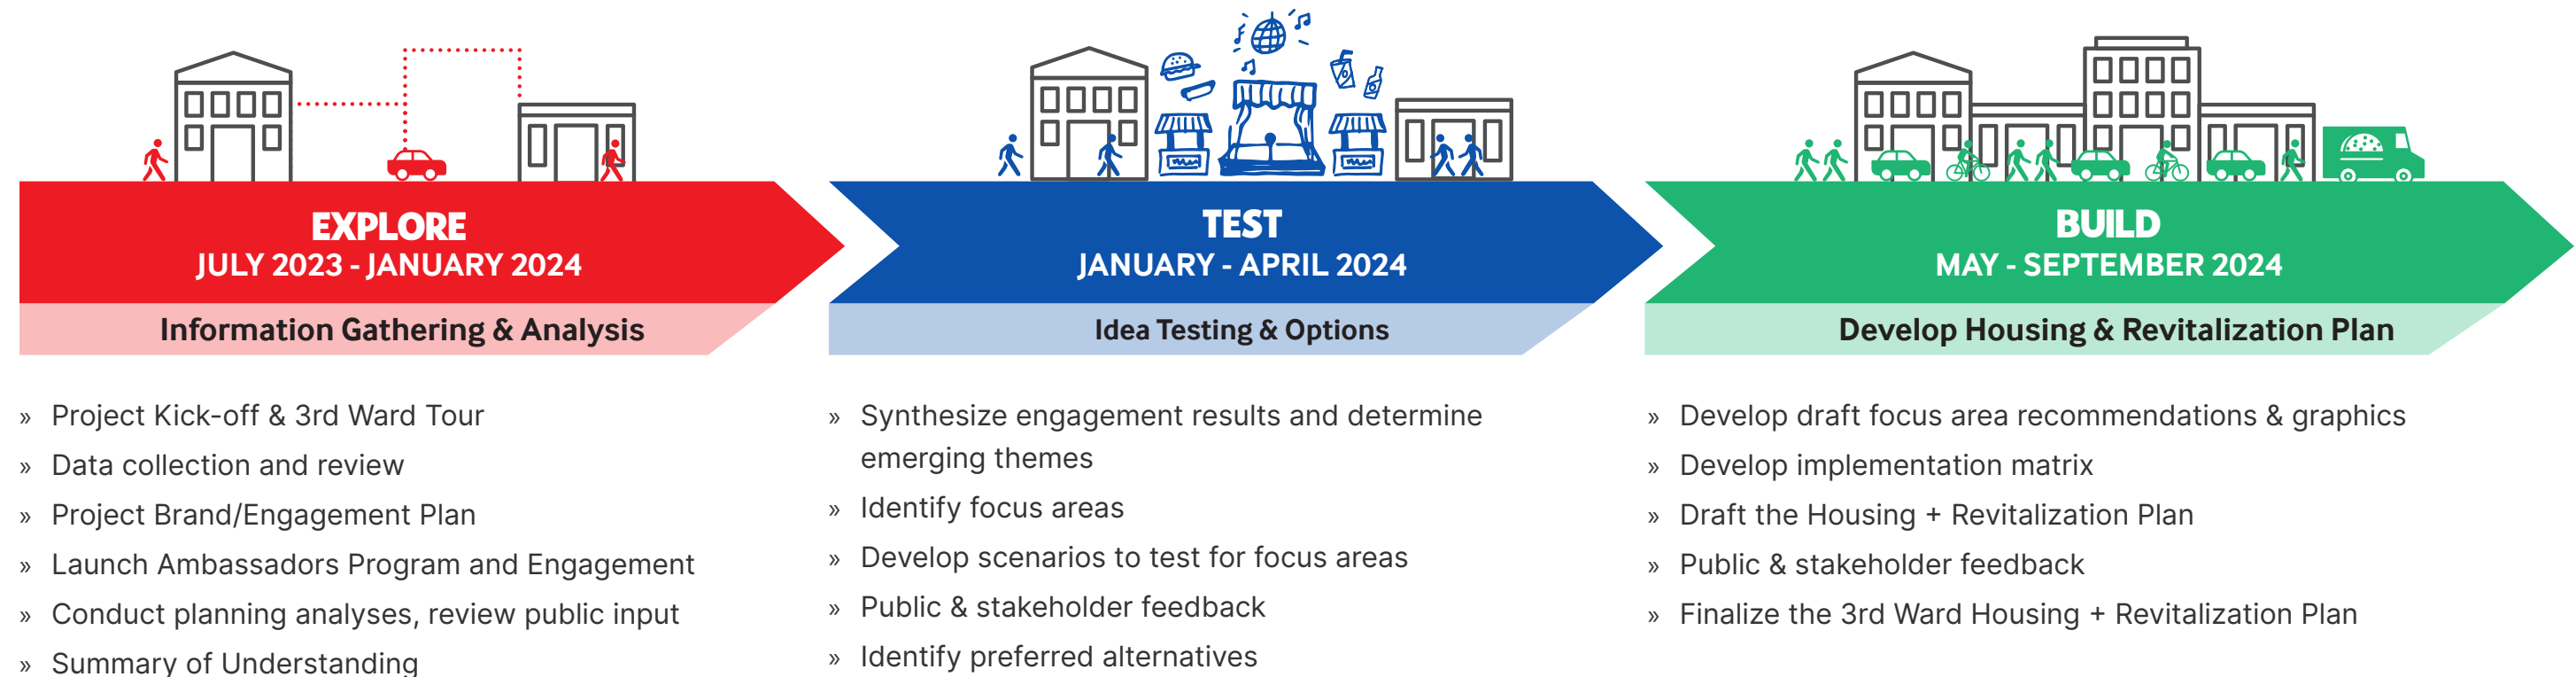 EXPLORE
JULY 2023 - JANUARY 2024
Information Gathering & Analysis
» Project Kick-off & 3rd Ward Tour
» Data collection and review
» Project Brand/Engagement Plan
» Launch Ambassadors Program and Engagement
» Conduct planning analyses, review public input
» Summary of Understanding
TEST
JANUARY - APRIL 2024
Idea Testing & Options
» Synthesize engagement results and determine
emerging themes
» Identify focus areas
» Develop scenarios to test for focus areas
» Public & stakeholder feedback
» Identify preferred alternatives
BUILD
MAY - SEPTEMBER 2024
Develop Housing & Revitalization Plan
» Develop draft focus area recommendations & graphics
» Develop implementation matrix
» Draft the Housing + Revitalization Plan
» Public & stakeholder feedback
» Finalize the 3rd Ward Housing + Revitalization Plan